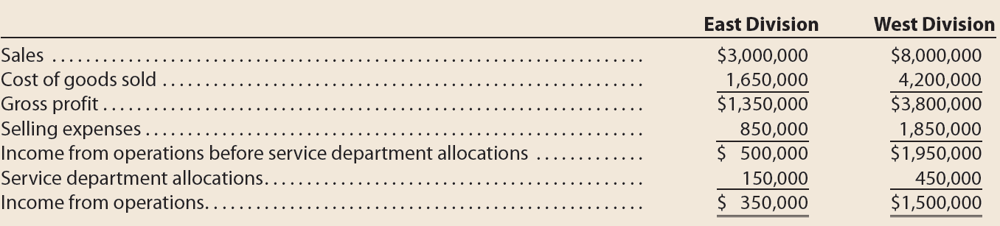 East Division West Division
Sales ........ $3,000,000 $8,000,000
Cost of goods sold ........ 1,650,000 4,200,000
Gross profit ........ $1,350,000 $3,800,000
Selling expenses ........ 850,000 1,850,000
Income from operations before service department allocations ........ $ 500,000 $1,950,000
Service department allocations ........ 150,000 450,000
Income from operations ........ $ 350,000 $1,500,000